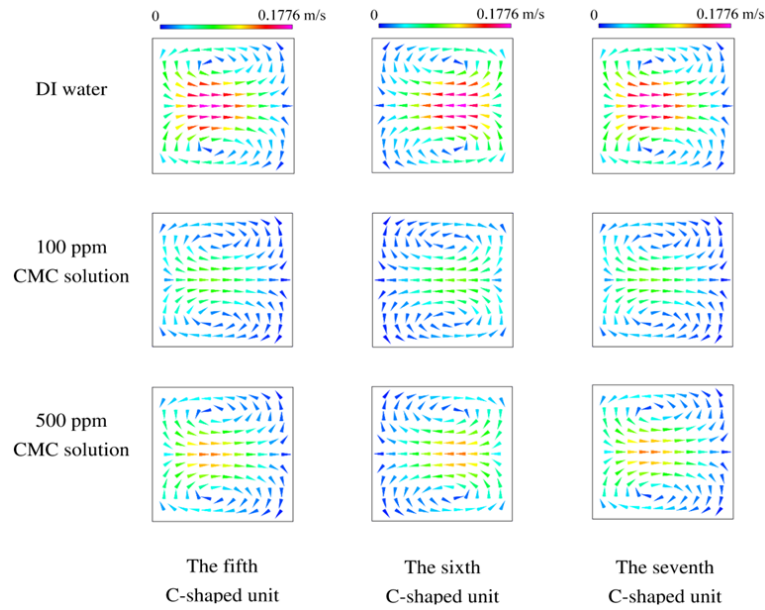 0 0.1776 m/s 0 0.1776 m/s 0 0.1776 m/s
DI water
100 ppm
CMC solution
500 ppm
CMC solution
The fifth
C-shaped unit
The sixth
C-shaped unit
The seventh
C-shaped unit